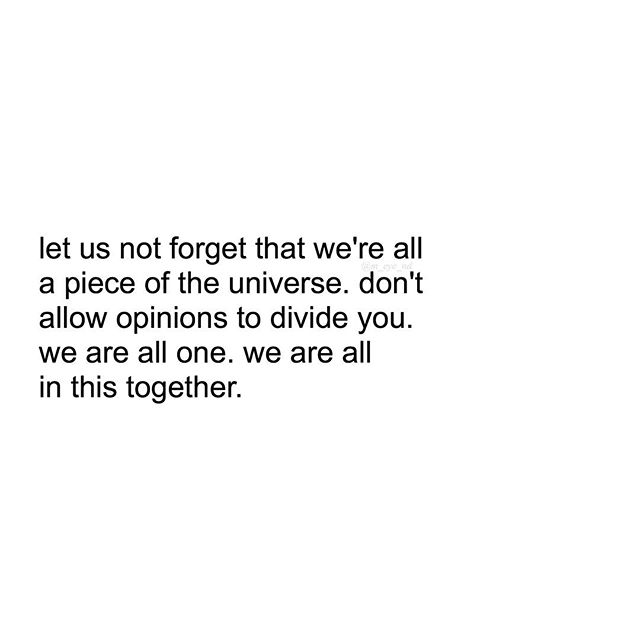 let us not forget that we're all
a piece of the universe. don't
allow opinions to divide you.
we are all one. we are all
in this together.